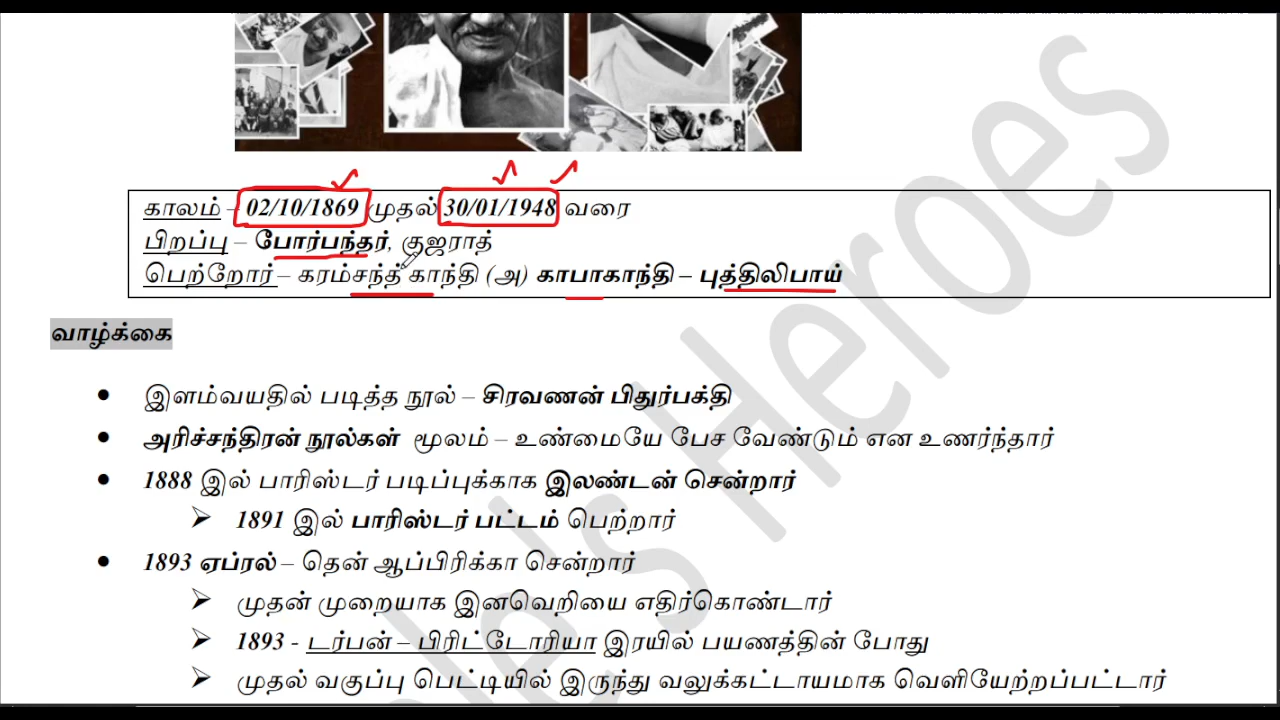 காலம் – 02/10/1869 முதல் 30/01/1948 வரை
பிறப்பு – போர்பந்தர், குஜராத்
பெற்றோர் – கரம்சந்த் காந்தி (அ) காபாகாந்தி – புத்திலிபாய்
வாழ்க்கை
• இளம்வயதில் படித்த நூல் – சிரவணன் பிதுர்பக்தி
• அரிச்சந்திரன் நூல்கள் மூலம் – உண்மையே பேச வேண்டும் என உணர்ந்தார்
• 1888 இல் பாரிஸ்டர் படிப்புக்காக இலண்டன் சென்றார்
➢ 1891 இல் பாரிஸ்டர் பட்டம் பெற்றார்
• 1893 ஏப்ரல் – தென் ஆப்பிரிக்கா சென்றார்
➢ முதன் முறையாக இனவெறியை எதிர்கொண்டார்
➢ 1893 - டர்பன் – பிரிட்டோரியா இரயில் பயணத்தின் போது
➢ முதல் வகுப்பு பெட்டியில் இருந்து வலுக்கட்டாயமாக வெளியேற்றப்பட்டார்
Heroes